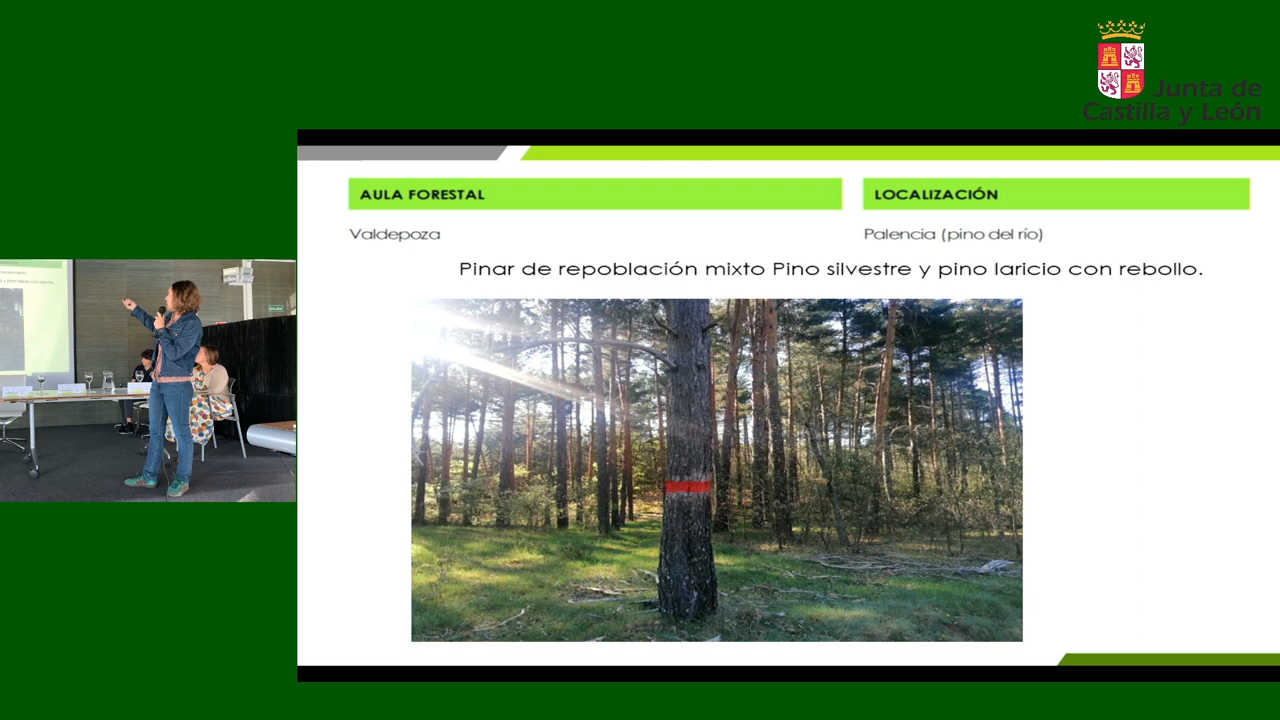 Junta de
Castilla y León
AULA FORESTAL
LOCALIZACIÓN
Valdepoza
Palencia (pino del río)
Pinar de repoblación mixto Pino silvestre y pino laricio con rebollo.